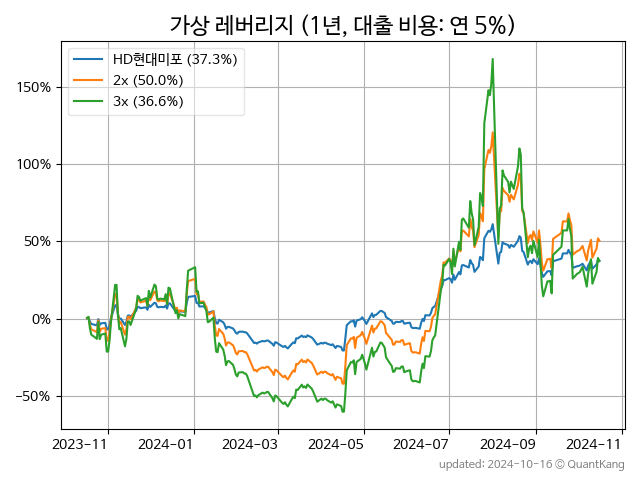 가상 레버리지 (1년, 대출 비용: 연 5%)
HD현대미포 (37.3%)
2x (50.0%)
3x (36.6%)
150%
100%
50%
0%
−50%
2023-11 2024-01 2024-03 2024-05 2024-07 2024-09 2024-11
updated: 2024-10-16 © QuantKang